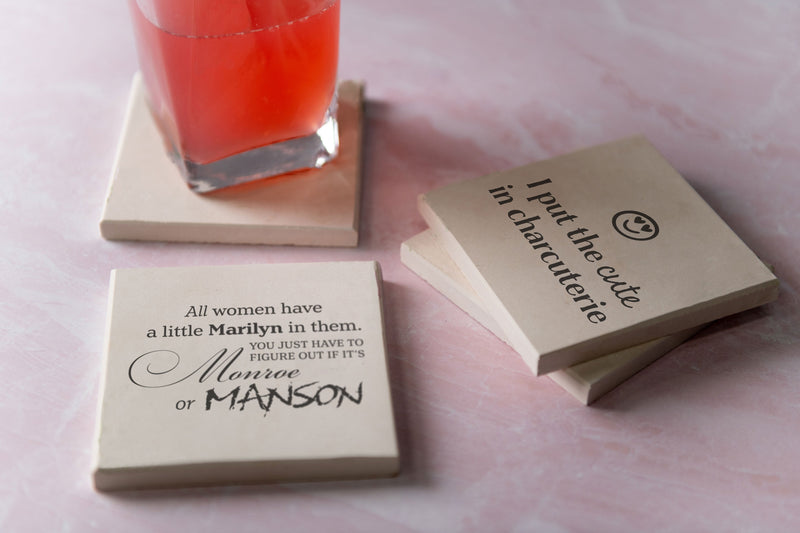 All women have
a little Marilyn in them.
YOU JUST HAVE TO
FIGURE OUT IF IT'S
Monroe
or MANSON
I put the cute
in charcuterie